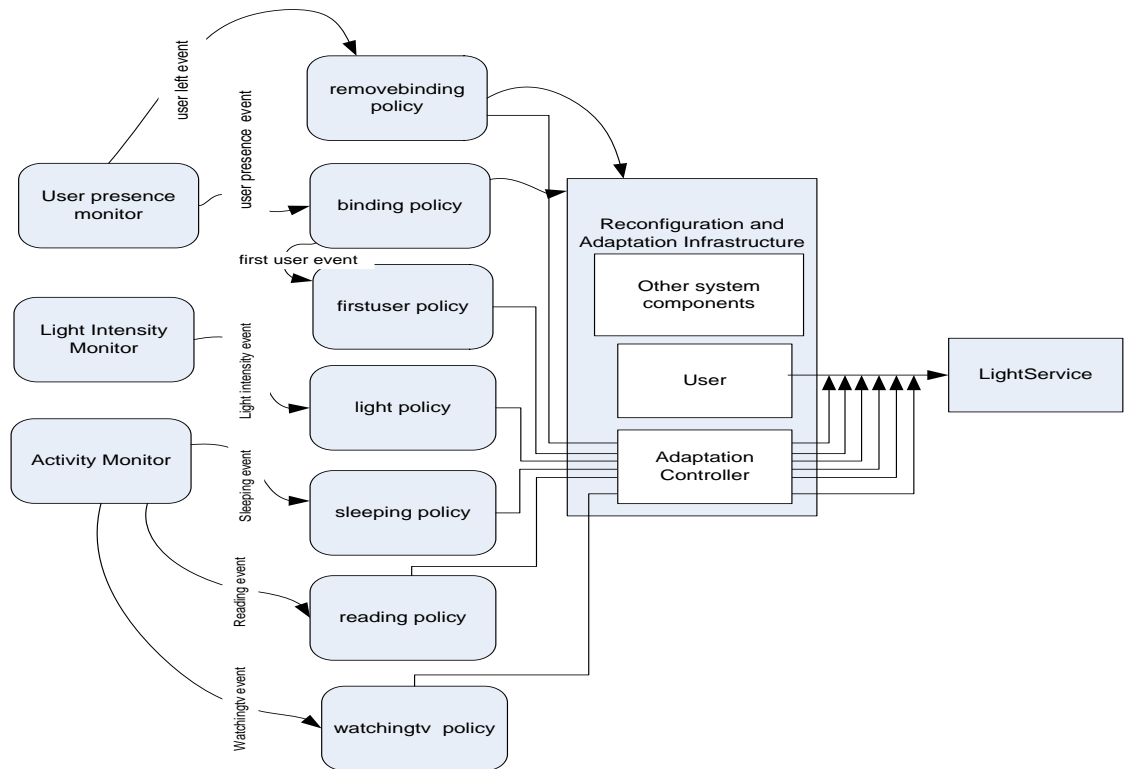 user left event
removebinding
policy
user presence event
User presence
monitor
binding policy
Reconfiguration and
Adaptation Infrastructure
first user event
Other system
components
firstuser policy
Light Intensity
Monitor
Light intensity event
User
LightService
light policy
Activity Monitor
Adaptation
Controller
Sleeping event
sleeping policy
Reading event
reading policy
Watchingtv event
watchingtv policy